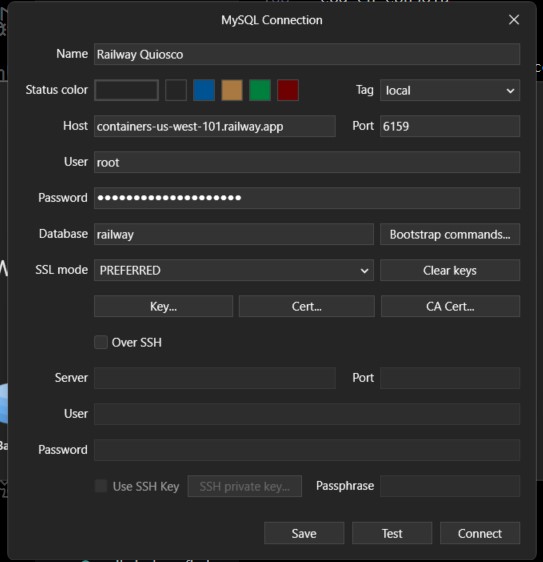 MySQL Connection
Name Railway Quiosco
Status color Tag local
Host containers-us-west-101.railway.app Port 6159
User root
Password ••••••••••••••••••••
Database railway Bootstrap commands...
SSL mode PREFERRED Clear keys
Key... Cert... CA Cert...
Over SSH
Server Port
User
Password
Use SSH Key SSH private key... Passphrase
Save Test Connect